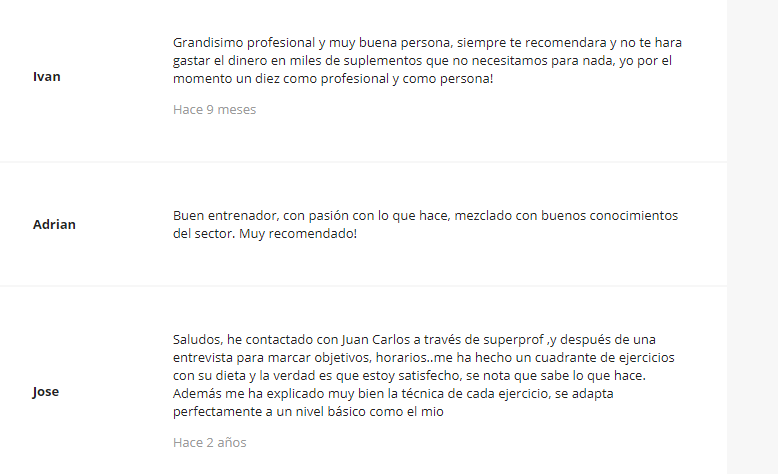 Grandisimo profesional y muy buena persona, siempre te recomendara y no te hara
gastar el dinero en miles de suplementos que no necesitamos para nada, yo por el
Ivan
momento un diez como profesional y como persona!
Hace 9 meses
Buen entrenador, con pasión con lo que hace, mezclado con buenos conocimientos
Adrian
del sector. Muy recomendado!
Saludos, he contactado con Juan Carlos a través de superprof ,y después de una
entrevista para marcar objetivos, horarios..me ha hecho un cuadrante de ejercicios
con su dieta y la verdad es que estoy satisfecho, se nota que sabe lo que hace.
Jose
Además me ha explicado muy bien la técnica de cada ejercicio, se adapta
perfectamente a un nivel básico como el mio
Hace 2 años